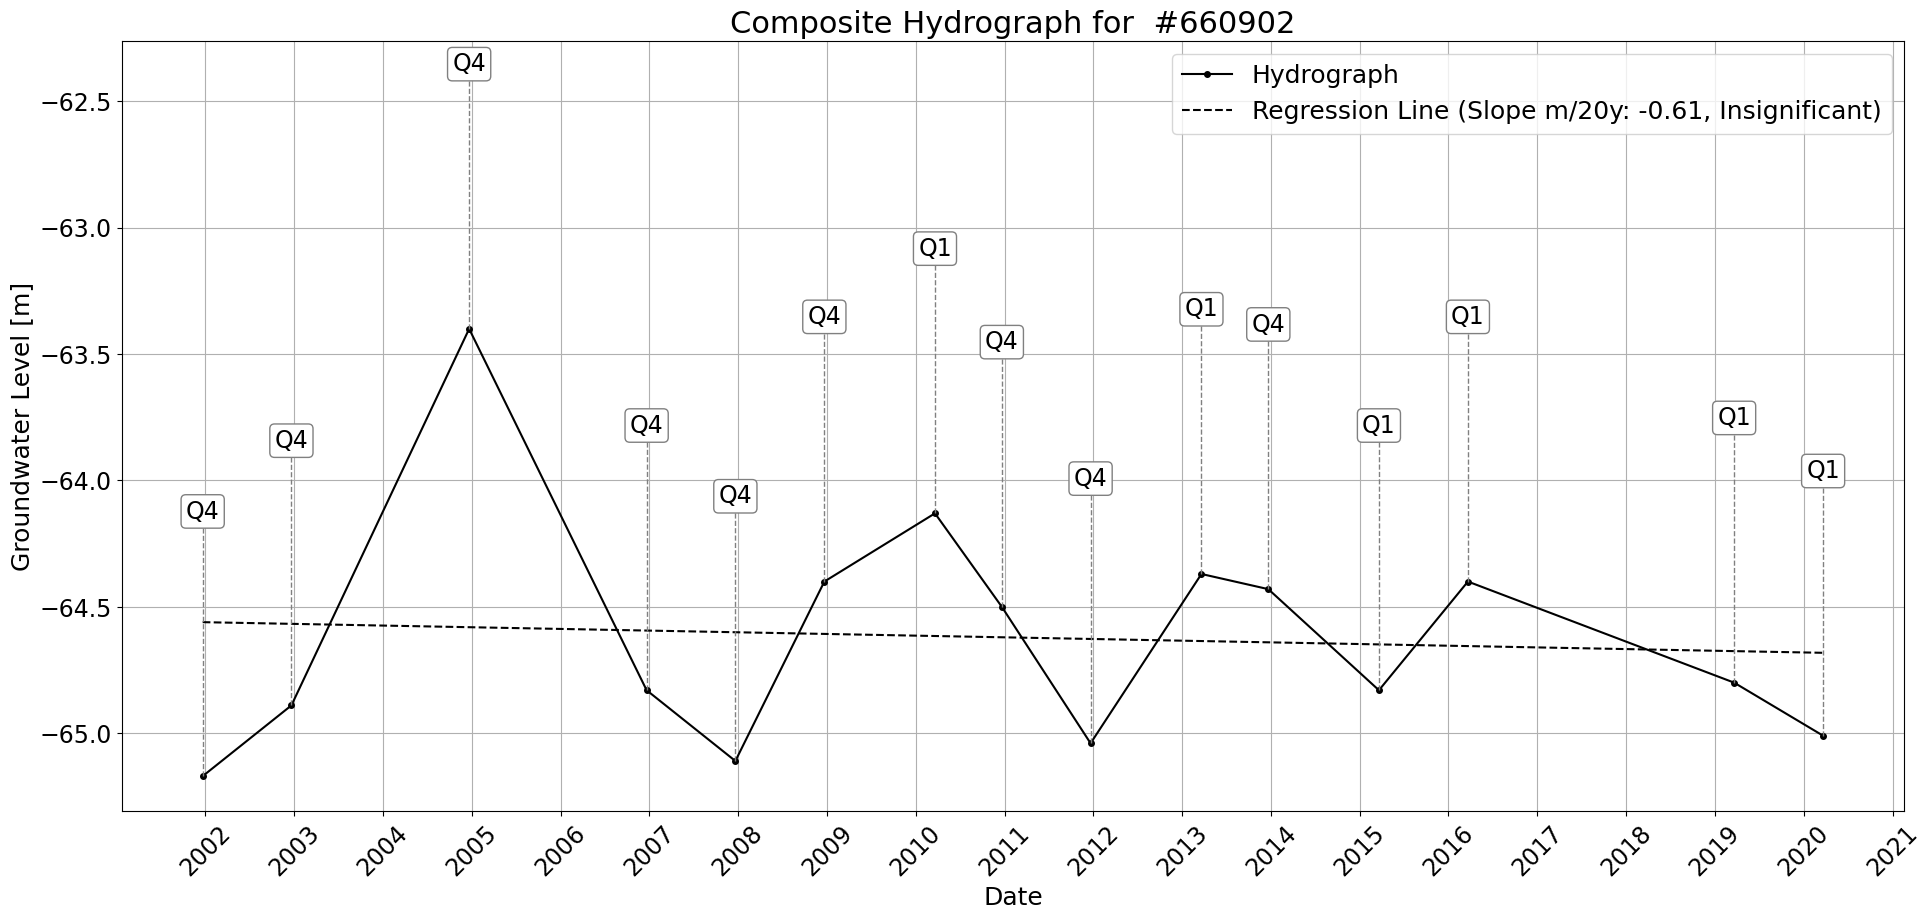 Composite Hydrograph for  #660902
Hydrograph
Regression Line (Slope m/20y: -0.61, Insignificant)
Groundwater Level [m]
−62.5
−63.0
−63.5
−64.0
−64.5
−65.0
Q4
Q4
Q4
Q4
Q4
Q4
Q1
Q4
Q4
Q1
Q4
Q1
Q1
Q1
Q1
2002
2003
2004
2005
2006
2007
2008
2009
2010
2011
2012
2013
2014
2015
2016
2017
2018
2019
2020
2021
Date